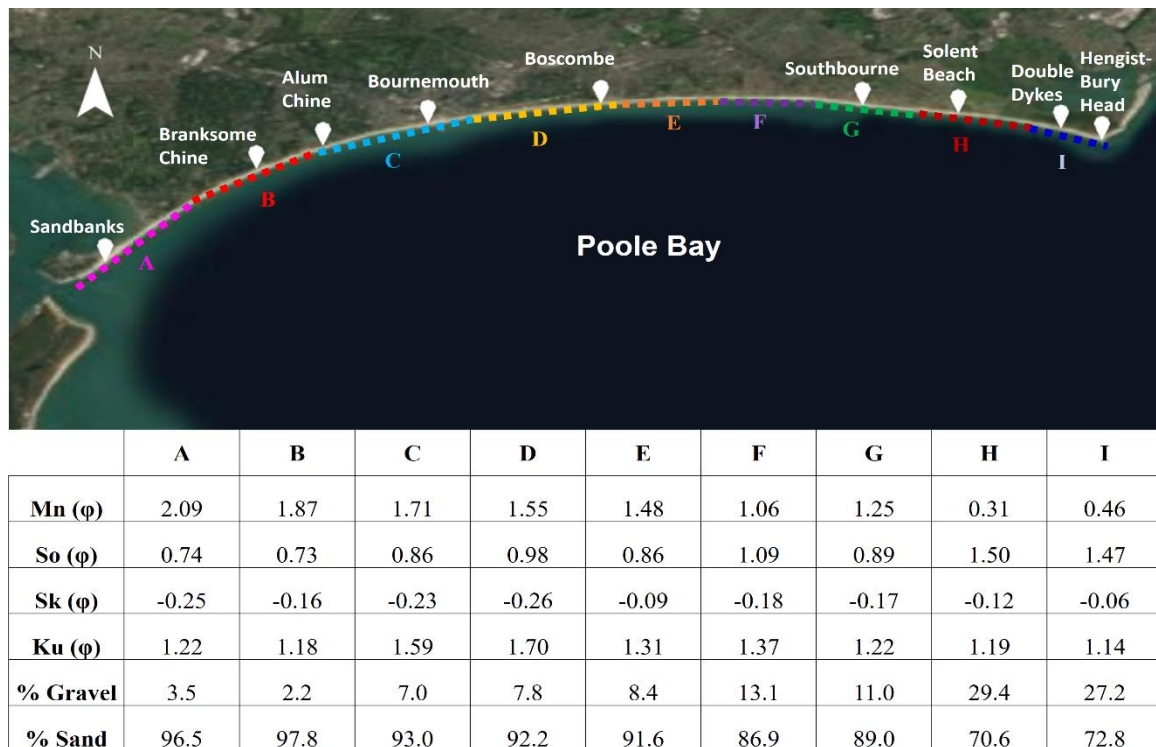 N
Sandbanks
Branksome
Chine
Alum
Chine
Bournemouth
Boscombe
Southbourne
Solent
Beach
Double
Dykes
Hengist-
Bury
Head
A
B
C
D
E
F
G
H
I
Poole Bay
A B C D E F G H I
Mn (φ) 2.09 1.87 1.71 1.55 1.48 1.06 1.25 0.31 0.46
So (φ) 0.74 0.73 0.86 0.98 0.86 1.09 0.89 1.50 1.47
Sk (φ) -0.25 -0.16 -0.23 -0.26 -0.09 -0.18 -0.17 -0.12 -0.06
Ku (φ) 1.22 1.18 1.59 1.70 1.31 1.37 1.22 1.19 1.14
% Gravel 3.5 2.2 7.0 7.8 8.4 13.1 11.0 29.4 27.2
% Sand 96.5 97.8 93.0 92.2 91.6 86.9 89.0 70.6 72.8